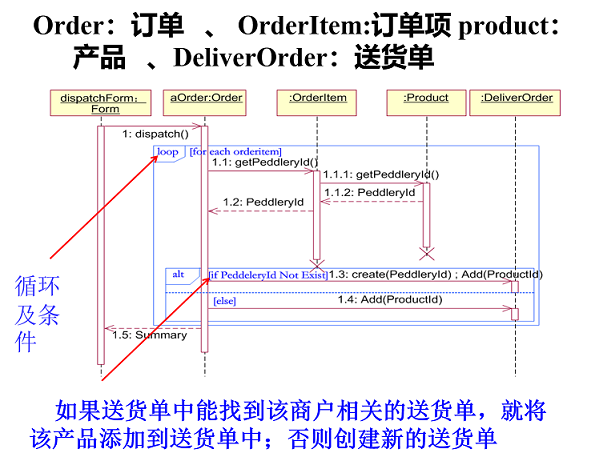 Order：订单 、 OrderItem:订单项 product：
产品 、DeliverOrder：送货单
dispatchForm：
Form
aOrder:Order
:OrderItem
:Product
:DeliverOrder
1: dispatch()
loop
[for each orderitem]
1.1: getPeddleryId()
1.1.1: getPeddleryId()
1.1.2: PeddleryId
1.2: PeddleryId
alt
[if PeddeleryId Not Exist]
1.3: create(PeddleryId) ; Add(ProductId)
[else]
1.4: Add(ProductId)
1.5: Summary
循环
及条
件
如果送货单中能找到该商户相关的送货单，就将
该产品添加到送货单中；否则创建新的送货单